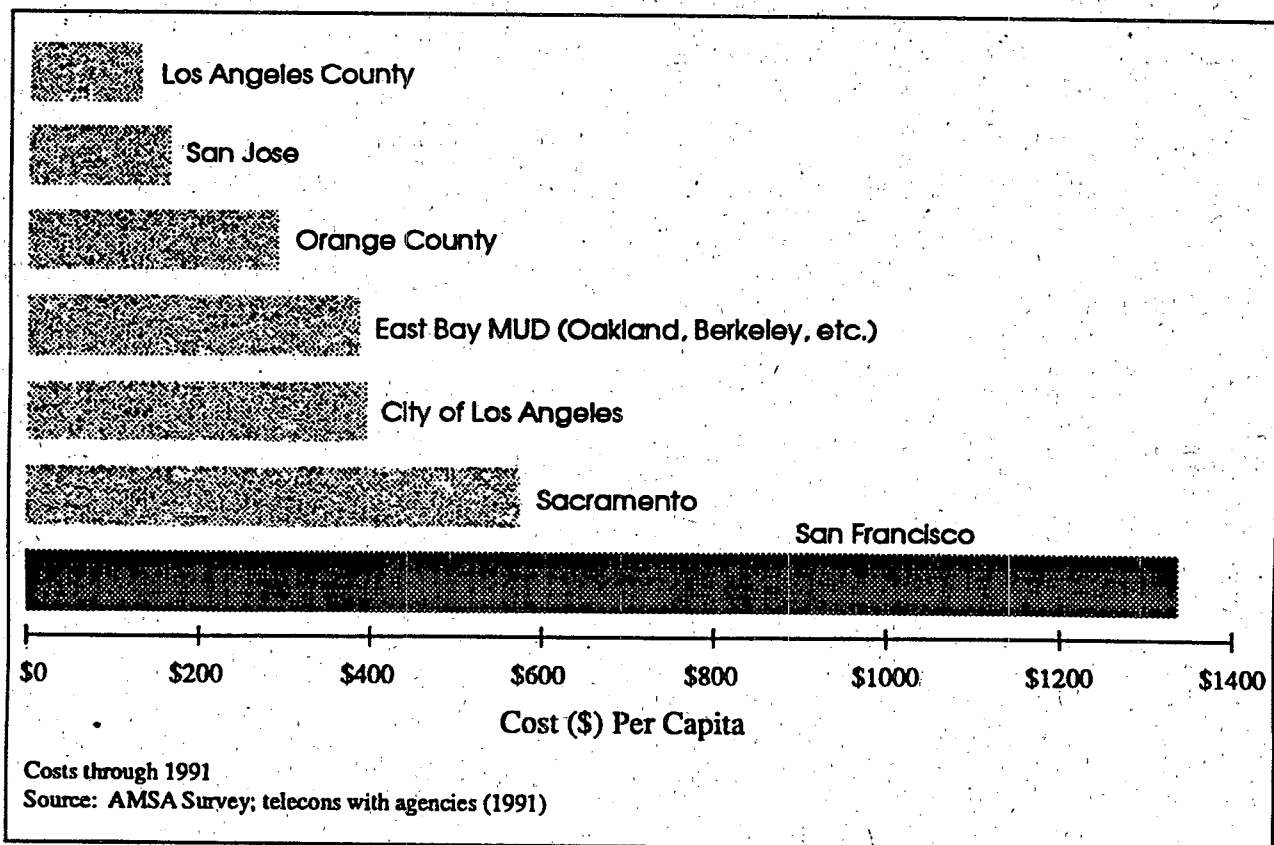 Los Angeles County
San Jose
Orange County
East Bay MUD (Oakland, Berkeley, etc.)
City of Los Angeles
Sacramento
San Francisco
$0 $200 $400 $600 $800 $1000 $1200 $1400
Cost ($) Per Capita
Costs through 1991
Source: AMSA Survey; telecons with agencies (1991)